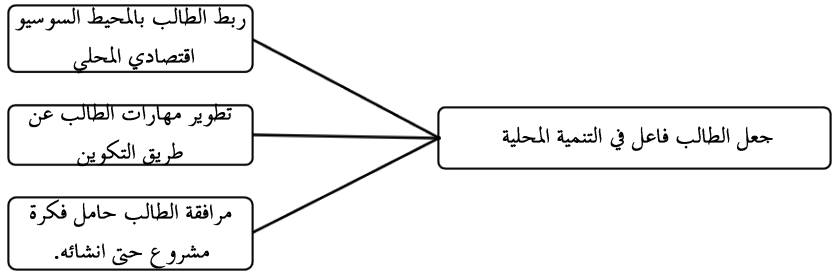 جعل الطالب فاعل في التنمية المحلية
ربط الطالب بالمحيط السوسيو
اقتصادي المحلي
تطوير مهارات الطالب عن
طريق التكوين
مرافقة الطالب حامل فكرة
مشروع حتى انشائه.